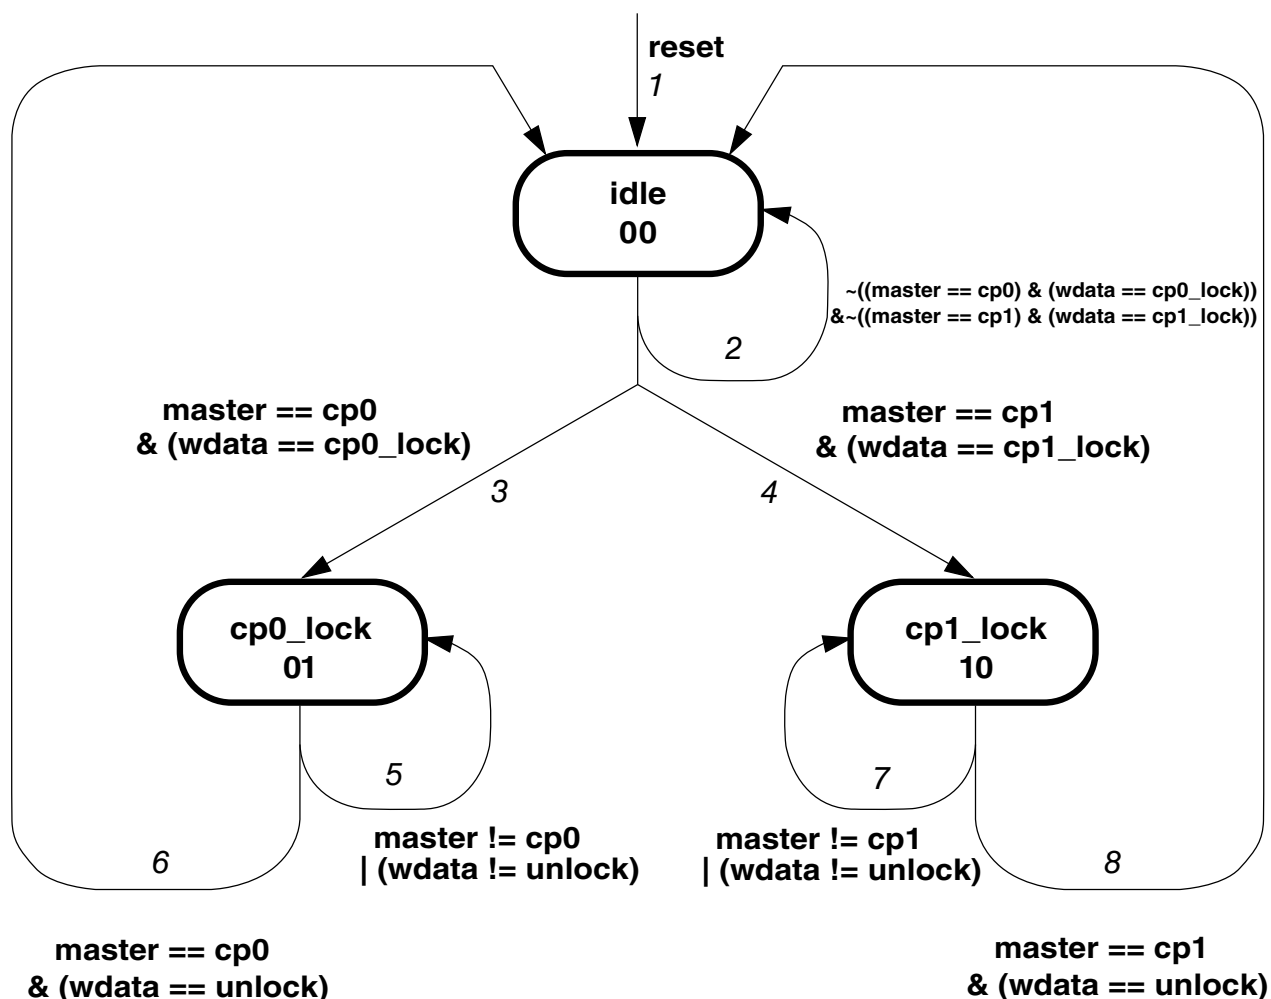 reset
1
idle
00
~((master == cp0) & (wdata == cp0_lock))
&~((master == cp1) & (wdata == cp1_lock))
2
master == cp0
& (wdata == cp0_lock)
master == cp1
& (wdata == cp1_lock)
3
4
cp0_lock
01
cp1_lock
10
5
7
master != cp0
| (wdata != unlock)
master != cp1
| (wdata != unlock)
6
8
master == cp0
& (wdata == unlock)
master == cp1
& (wdata == unlock)